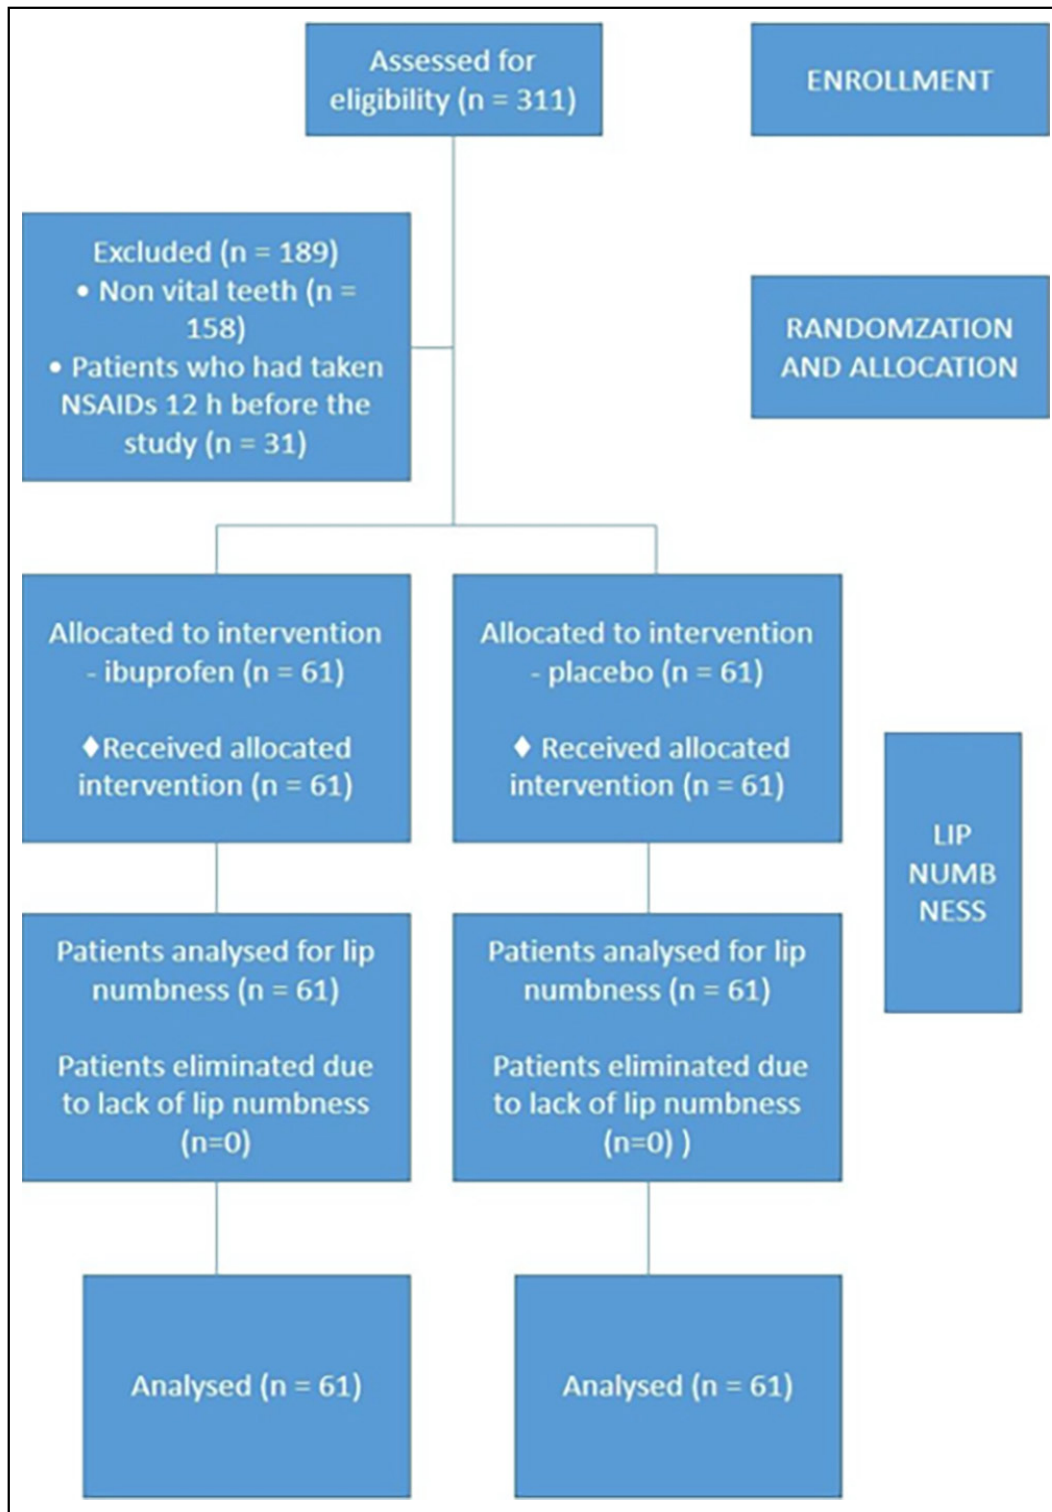 Assessed for
eligibility (n = 311)
ENROLLMENT
Excluded (n = 189)
• Non vital teeth (n =
158)
• Patients who had taken
NSAIDs 12 h before the
study (n = 31)
RANDOMZATION
AND ALLOCATION
Allocated to intervention
- ibuprofen (n = 61)
♦Received allocated
intervention (n = 61)
Allocated to intervention
- placebo (n = 61)
♦ Received allocated
intervention (n = 61)
LIP
NUMB
NESS
Patients analysed for lip
numbness (n = 61)
Patients eliminated due
to lack of lip numbness
(n=0)
Patients analysed for lip
numbness (n = 61)
Patients eliminated due
to lack of lip numbness
(n=0) )
Analysed (n = 61)
Analysed (n = 61)